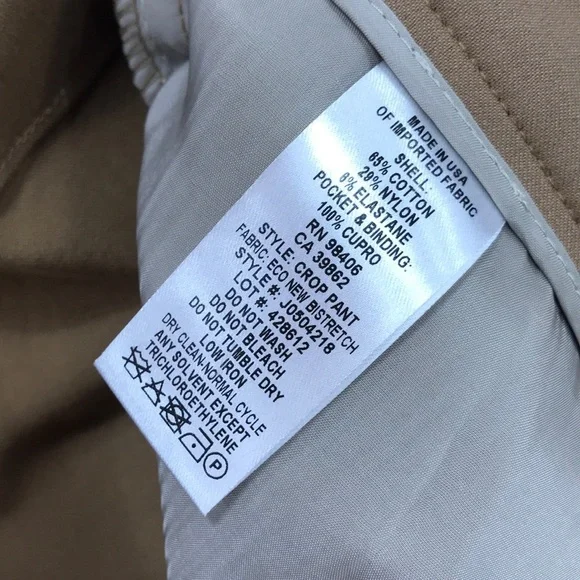 MADE IN USA
OF IMPORTED FABRIC
SHELL:
65% COTTON
29% NYLON
6% ELASTANE
POCKET & BINDING:
100% CUPRO
RN 98406
CA 39862
STYLE: CROP PANT
FABRIC: ECO NEW BISTRETCH
STYLE #: J0504218
LOT #: 428612
DO NOT WASH
DO NOT BLEACH
DO NOT TUMBLE DRY
LOW IRON
DRY CLEAN-NORMAL CYCLE
ANY SOLVENT EXCEPT
TRICHLOROETHYLENE
P